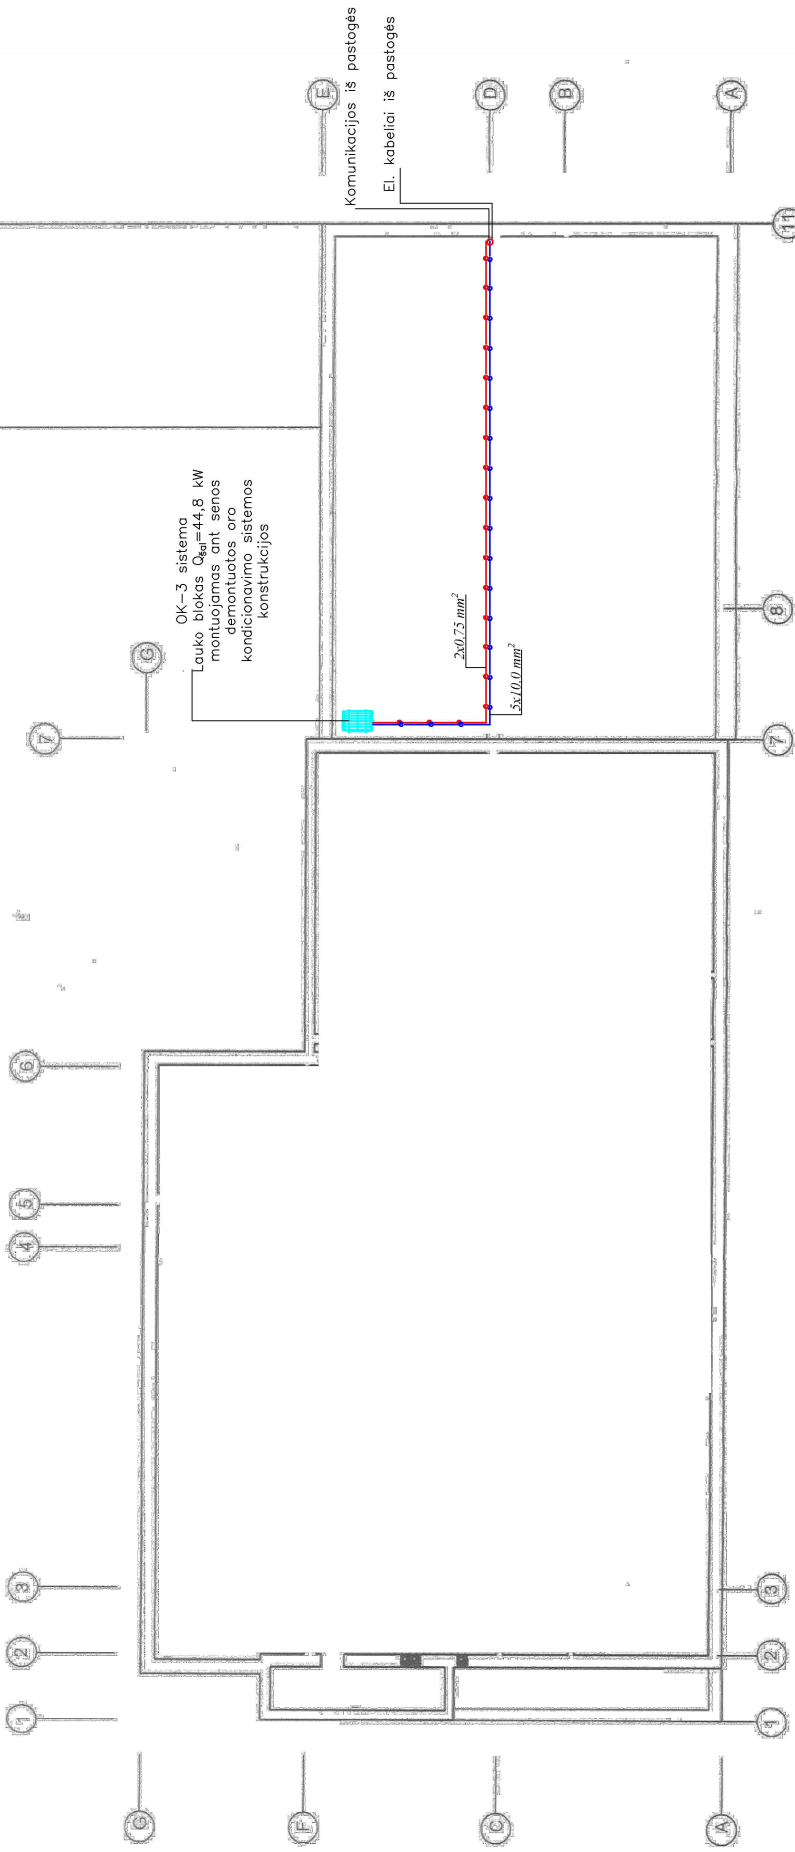 Komunikacijos iš pastogės
El. kabeliai iš pastogės
OK-3 sistema
Lauko blokas Qšal=44,8 kW
montuojamas ant senos
demontuotos oro
kondicionavimo sistemos
konstrukcijos
2x0,75 mm²
5x10,0 mm²
E
D
B
A
11
G
7
8
7
6
5
4
3
3
2
2
1
1
G
F
C
A